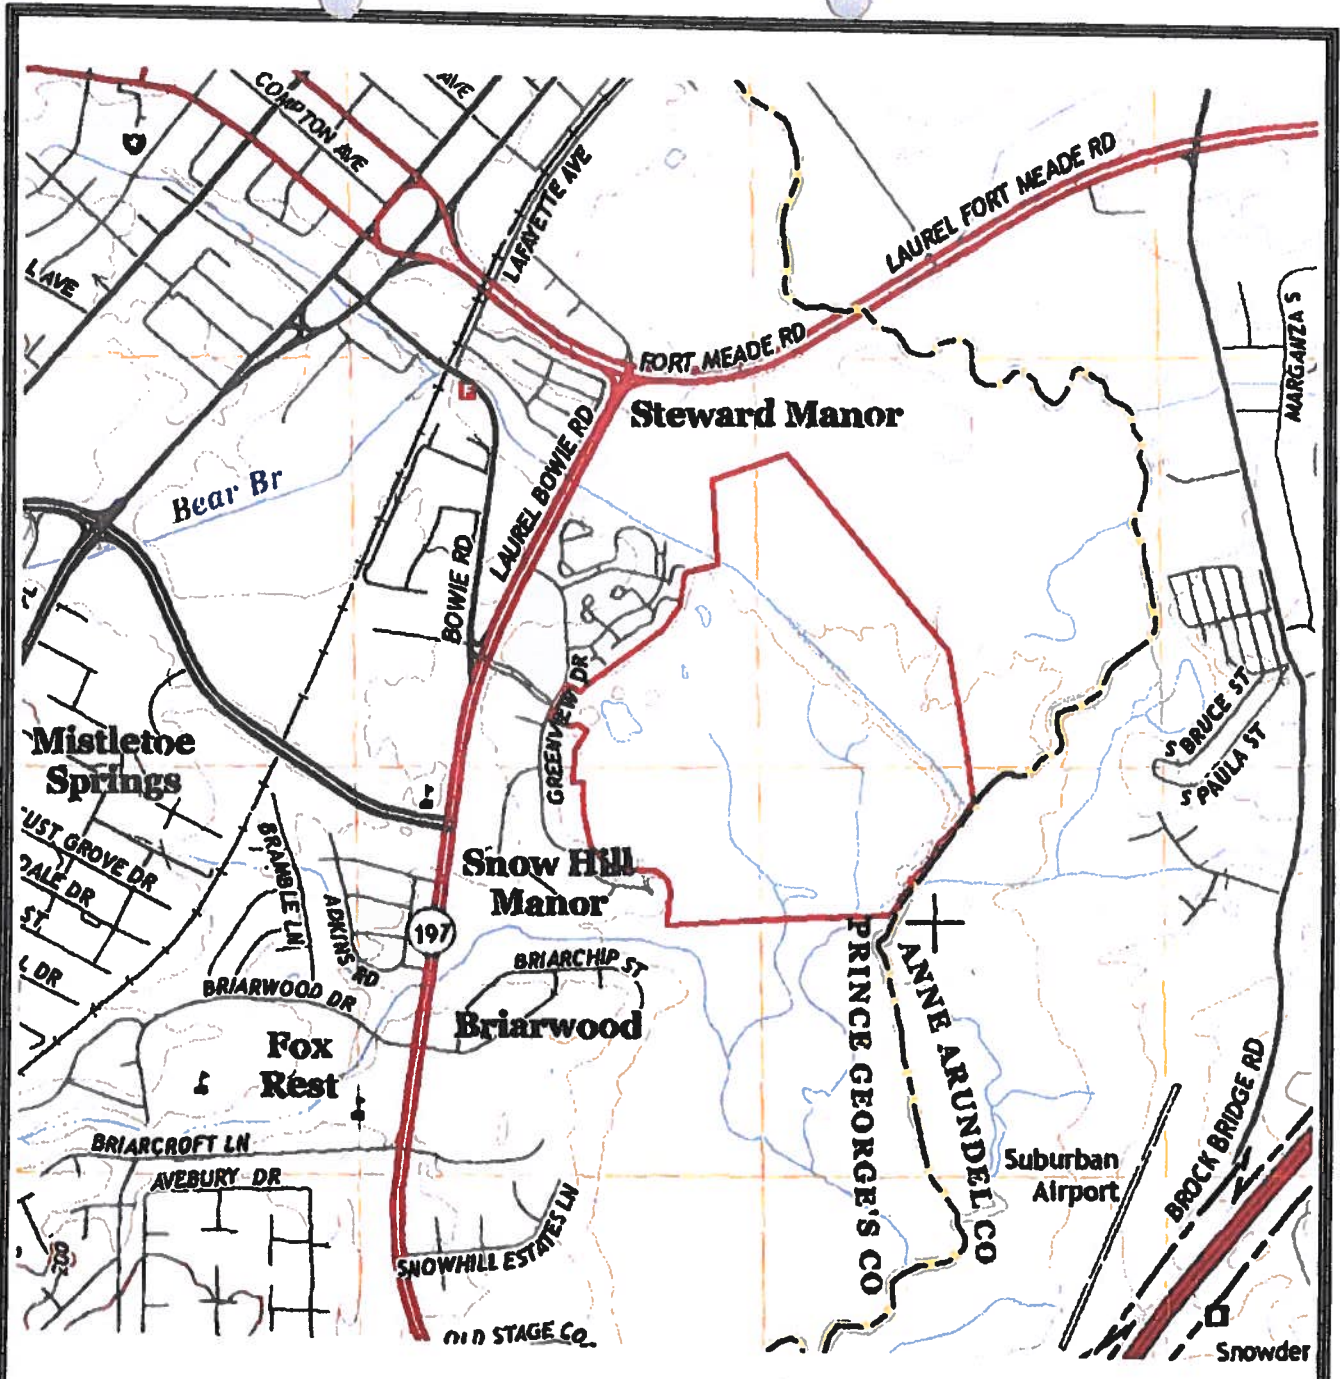 AVE
COMPTON AVE
LAFAYETTE AVE
LAUREL FORT MEADE RD
L AVE
MARGANZA S
FORT MEADE RD
F
Steward Manor
LAUREL BOWIE RD
Bear Br
BOWIE RD
GREENVIEW DR
S BRUCE ST
S PAULA ST
Mistletoe
Springs
UST GROVE DR
DALE DR
ST
L DR
BRAMBLE LN
ADKINS RD
Snow Hill
Manor
197
BRIARCHIP ST
BRIARWOOD DR
Briarwood
Fox
Rest
PRINCE GEORGE'S CO
ANNE ARUNDEL CO
BROCK BRIDGE RD
BRIARCROFT LN
AVEBURY DR
Suburban
Airport
SNOWHILL ESTATES LN
200
OLD STAGE CO
Snowder